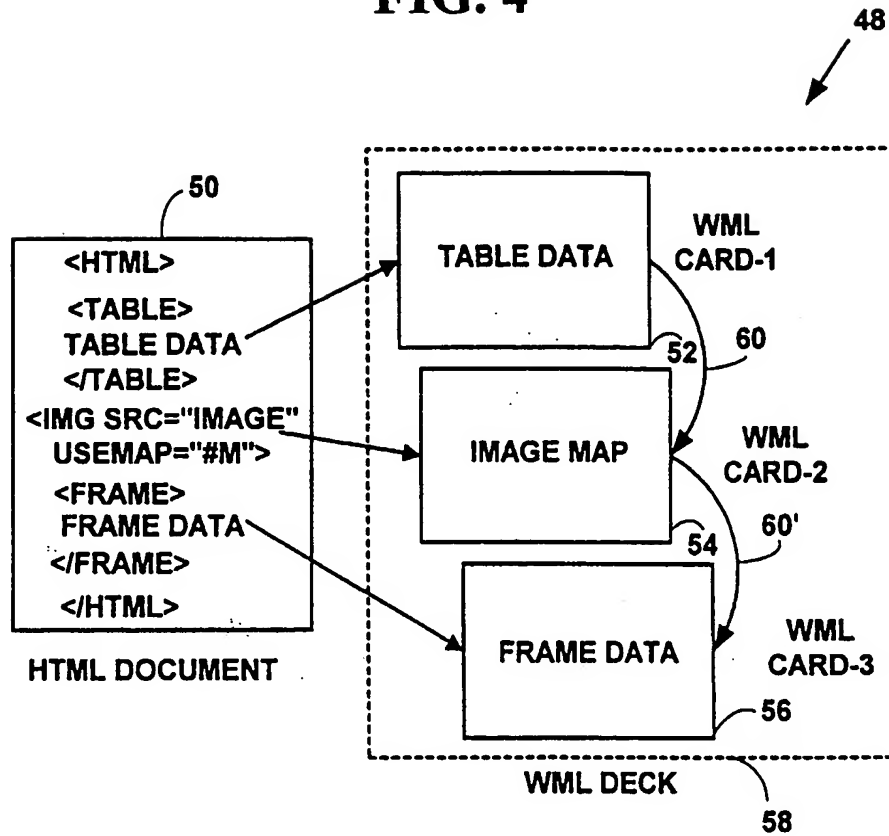 FIG. 4
48
50
<HTML>
<TABLE>
TABLE DATA
</TABLE>
<IMG SRC="IMAGE"
USEMAP="#M">
<FRAME>
FRAME DATA
</FRAME>
</HTML>
HTML DOCUMENT
TABLE DATA
WML
CARD-1
52
60
IMAGE MAP
WML
CARD-2
54
60'
FRAME DATA
WML
CARD-3
56
WML DECK
58